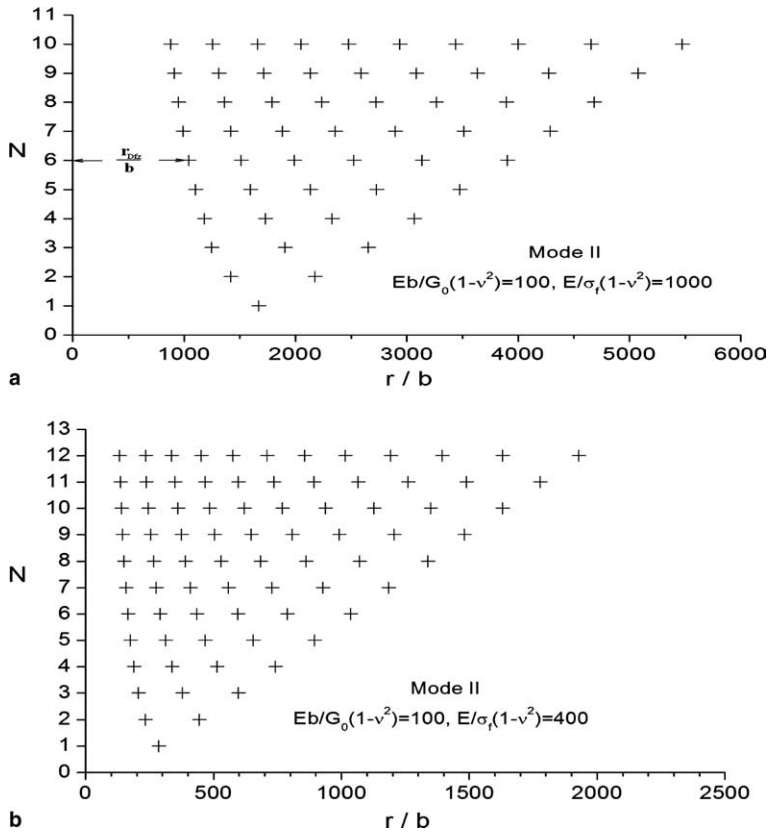 11
10
9
8
7
6
5
4
3
2
1
0
N
r_Dfz
b
Mode II
Eb/G₀(1-ν²)=100, E/σ_f(1-ν²)=1000
0 1000 2000 3000 4000 5000 6000
r / b
a
13
12
11
10
9
8
7
6
5
4
3
2
1
0
N
Mode II
Eb/G₀(1-ν²)=100, E/σ_f(1-ν²)=400
0 500 1000 1500 2000 2500
r / b
b